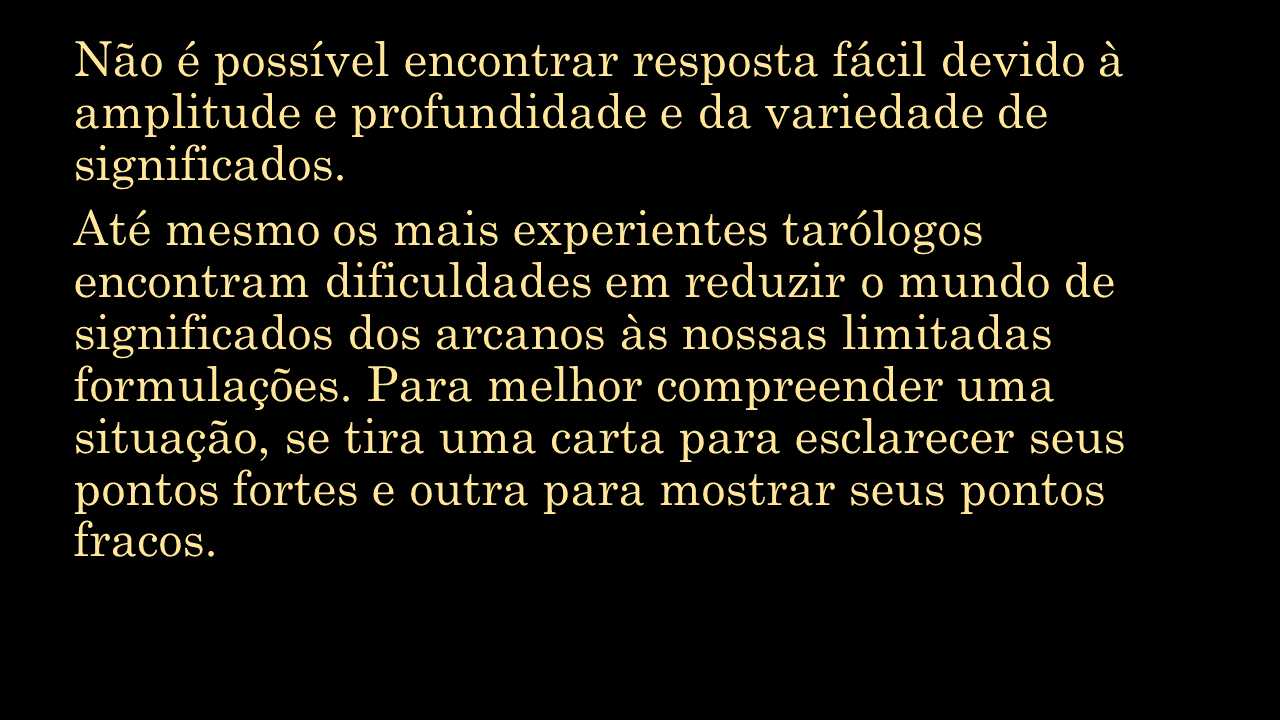 Não é possível encontrar resposta fácil devido à
amplitude e profundidade e da variedade de
significados.
Até mesmo os mais experientes tarólogos
encontram dificuldades em reduzir o mundo de
significados dos arcanos às nossas limitadas
formulações. Para melhor compreender uma
situação, se tira uma carta para esclarecer seus
pontos fortes e outra para mostrar seus pontos
fracos.